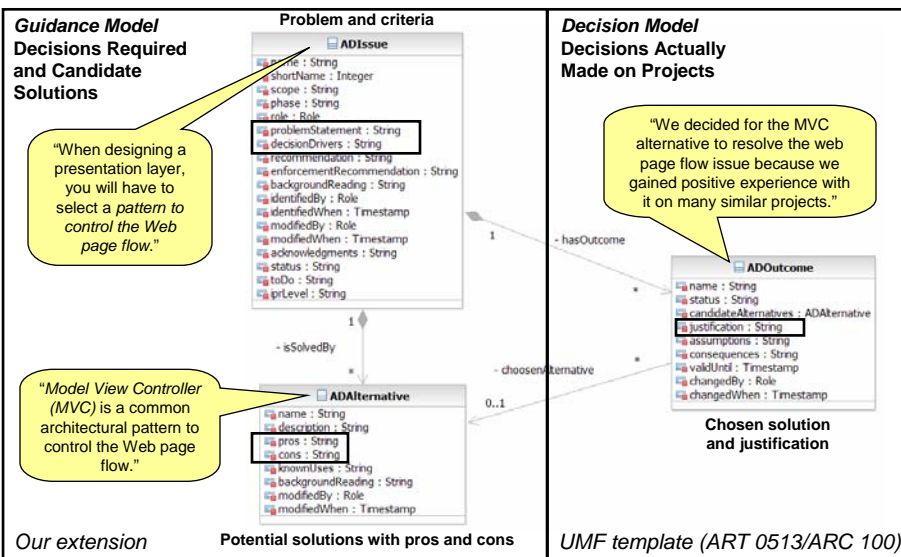 Guidance Model
Decisions Required
and Candidate
Solutions
Problem and criteria
ADIssue
name : String
shortName : Integer
scope : String
phase : String
role : Role
problemStatement : String
decisionDrivers : String
recommendation : String
enforcementRecommendation : String
backgroundReading : String
identifiedBy : Role
identifiedWhen : Timestamp
modifiedBy : Role
modifiedWhen : Timestamp
acknowledgments : String
status : String
toDo : String
iprLevel : String
“When designing a
presentation layer,
you will have to
select a pattern to
control the Web
page flow.”
1
- isSolvedBy
*
1
- hasOutcome
*
- choosenAlternative
*
0..1
“Model View Controller
(MVC) is a common
architectural pattern to
control the Web page
flow.”
ADAlternative
name : String
description : String
pros : String
cons : String
knownUses : String
backgroundReading : String
modifiedBy : Role
modifiedWhen : Timestamp
Our extension
Potential solutions with pros and cons
Decision Model
Decisions Actually
Made on Projects
“We decided for the MVC
alternative to resolve the web
page flow issue because we
gained positive experience with
it on many similar projects.”
ADOutcome
name : String
status : String
candidateAlternatives : ADAlternative
justification : String
assumptions : String
consequences : String
validUntil : Timestamp
changedBy : Role
changedWhen : Timestamp
Chosen solution
and justification
UMF template (ART 0513/ARC 100)